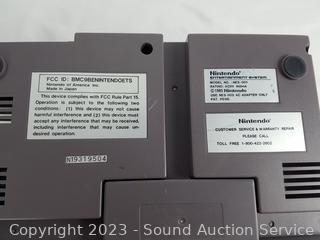 FCC ID: BMC9BENINTENDOETS
Nintendo of America Inc.
Made in Japan
This device complies with FCC Rule Part 15.
Operation is subject to the following two
conditions: (1) this device may not cause
harmful interference and (2) this device must
accept any interference that may be received,
including interference that may cause un-
desired operation.
N19319504
Nintendo
ENTERTAINMENT SYSTEM
MODEL NO. NES-001
©1985 Nintendo
USE NES-002 AC ADAPTER ONLY
PAT. PEND.
Nintendo
CUSTOMER SERVICE & WARRANTY REPAIR
PLEASE CALL
TOLL FREE 1-800-422-2602
Copyright 2023 - Sound Auction Service